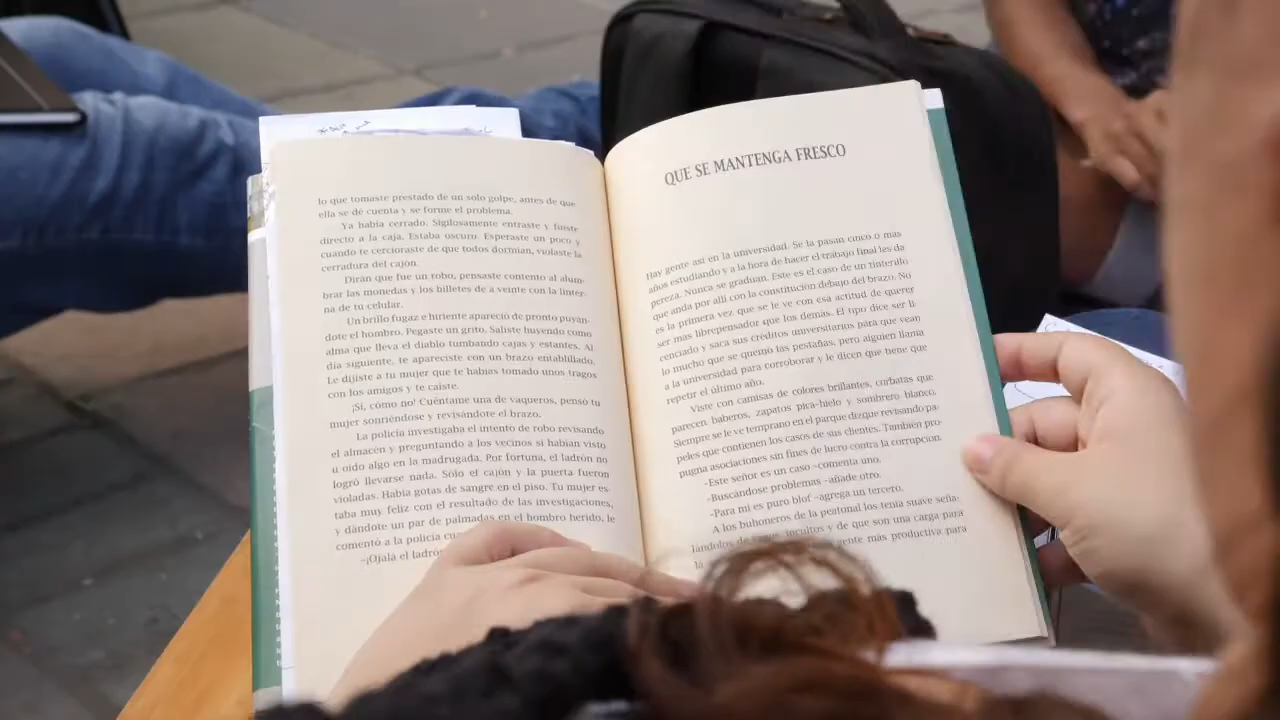 lo que tomaste prestado de un solo golpe, antes de que
ella se dé cuenta y se forme el problema.
Ya había cerrado. Sigilosamente entraste y fuiste
directo a la caja. Estaba oscuro. Esperaste un poco y
cuando te cercioraste de que todos dormían, violaste la
cerradura del cajón.
Dirán que fue un robo, pensaste contento al alum-
brar las monedas y los billetes de a veinte con la linter-
na de tu celular.
Un brillo fugaz e hiriente apareció de pronto puyan-
dote el hombro. Pegaste un grito. Saliste huyendo como
alma que lleva el diablo tumbando cajas y estantes. Al
día siguiente, te apareciste con un brazo entablillado.
Le dijiste a tu mujer que te habías tomado unos tragos
con los amigos y te caíste.
¡Sí, cómo no! Cuéntame una de vaqueros, pensó tu
mujer sonriéndose y revisándote el brazo.
La policía investigaba el intento de robo revisando
el almacén y preguntando a los vecinos si habían visto
u oído algo en la madrugada. Por fortuna, el ladrón no
logró llevarse nada. Sólo el cajón y la puerta fueron
violadas. Había gotas de sangre en el piso. Tu mujer es-
taba muy feliz con el resultado de las investigaciones,
y dándote un par de palmadas en el hombro herido, le
comentó a la policía
–¡Ojalá el ladrón
QUE SE MANTENGA FRESCO
Hay gente así en la universidad. Se la pasan cinco o más
años estudiando y a la hora de hacer el trabajo final les da
pereza. Nunca se gradúan. Este es el caso de un tinterillo
que anda por allí con la constitución debajo del brazo. No
es la primera vez que se le ve con esa actitud de querer
ser más librepensador que los demás. El tipo dice ser li-
cenciado y saca sus créditos universitarios para que vean
lo mucho que se quemó las pestañas, pero alguien llama
a la universidad para corroborar y le dicen que tiene que
repetir el último año.
Viste con camisas de colores brillantes, corbatas que
parecen baberos, zapatos pica-hielo y sombrero blanco.
Siempre se le ve temprano en el parque dizque revisando pa-
peles que contienen los casos de sus clientes. También pro-
pugna asociaciones sin fines de lucro contra la corrupción.
–Este señor es un caso –comenta uno.
–Buscándose problemas –añade otro.
–Para mí es puro blof –agrega un tercero.
A los buhoneros de la peatonal los tenía suave seña-
lándolos de incultos y de que son una carga para
gente más productiva para